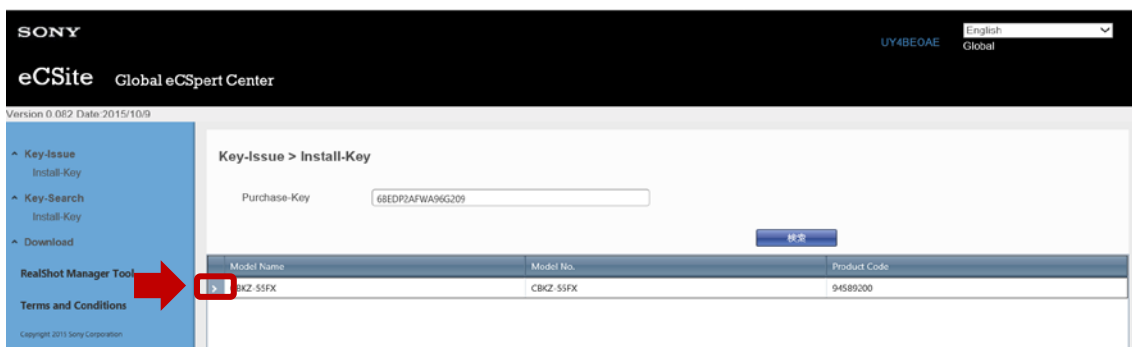 SONY
UY4BEOAE
English
Global
eCSite Global eCSpert Center
Version 0.082 Date:2015/10/9
Key-Issue
Install-Key
Key-Search
Install-Key
Download
RealShot Manager Tool
Terms and Conditions
Copyright 2015 Sony Corporation
Key-Issue > Install-Key
Purchase-Key 68EDP2AFWA96G209
検索
Model Name Model No. Product Code
CBKZ-55FX CBKZ-55FX 94589200